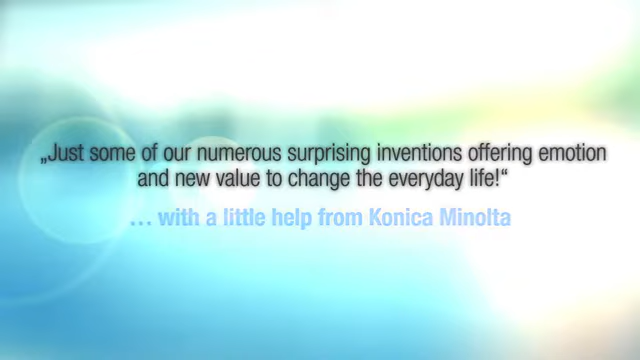 „Just some of our numerous surprising inventions offering emotion
and new value to change the everyday life!“
… with a little help from Konica Minolta